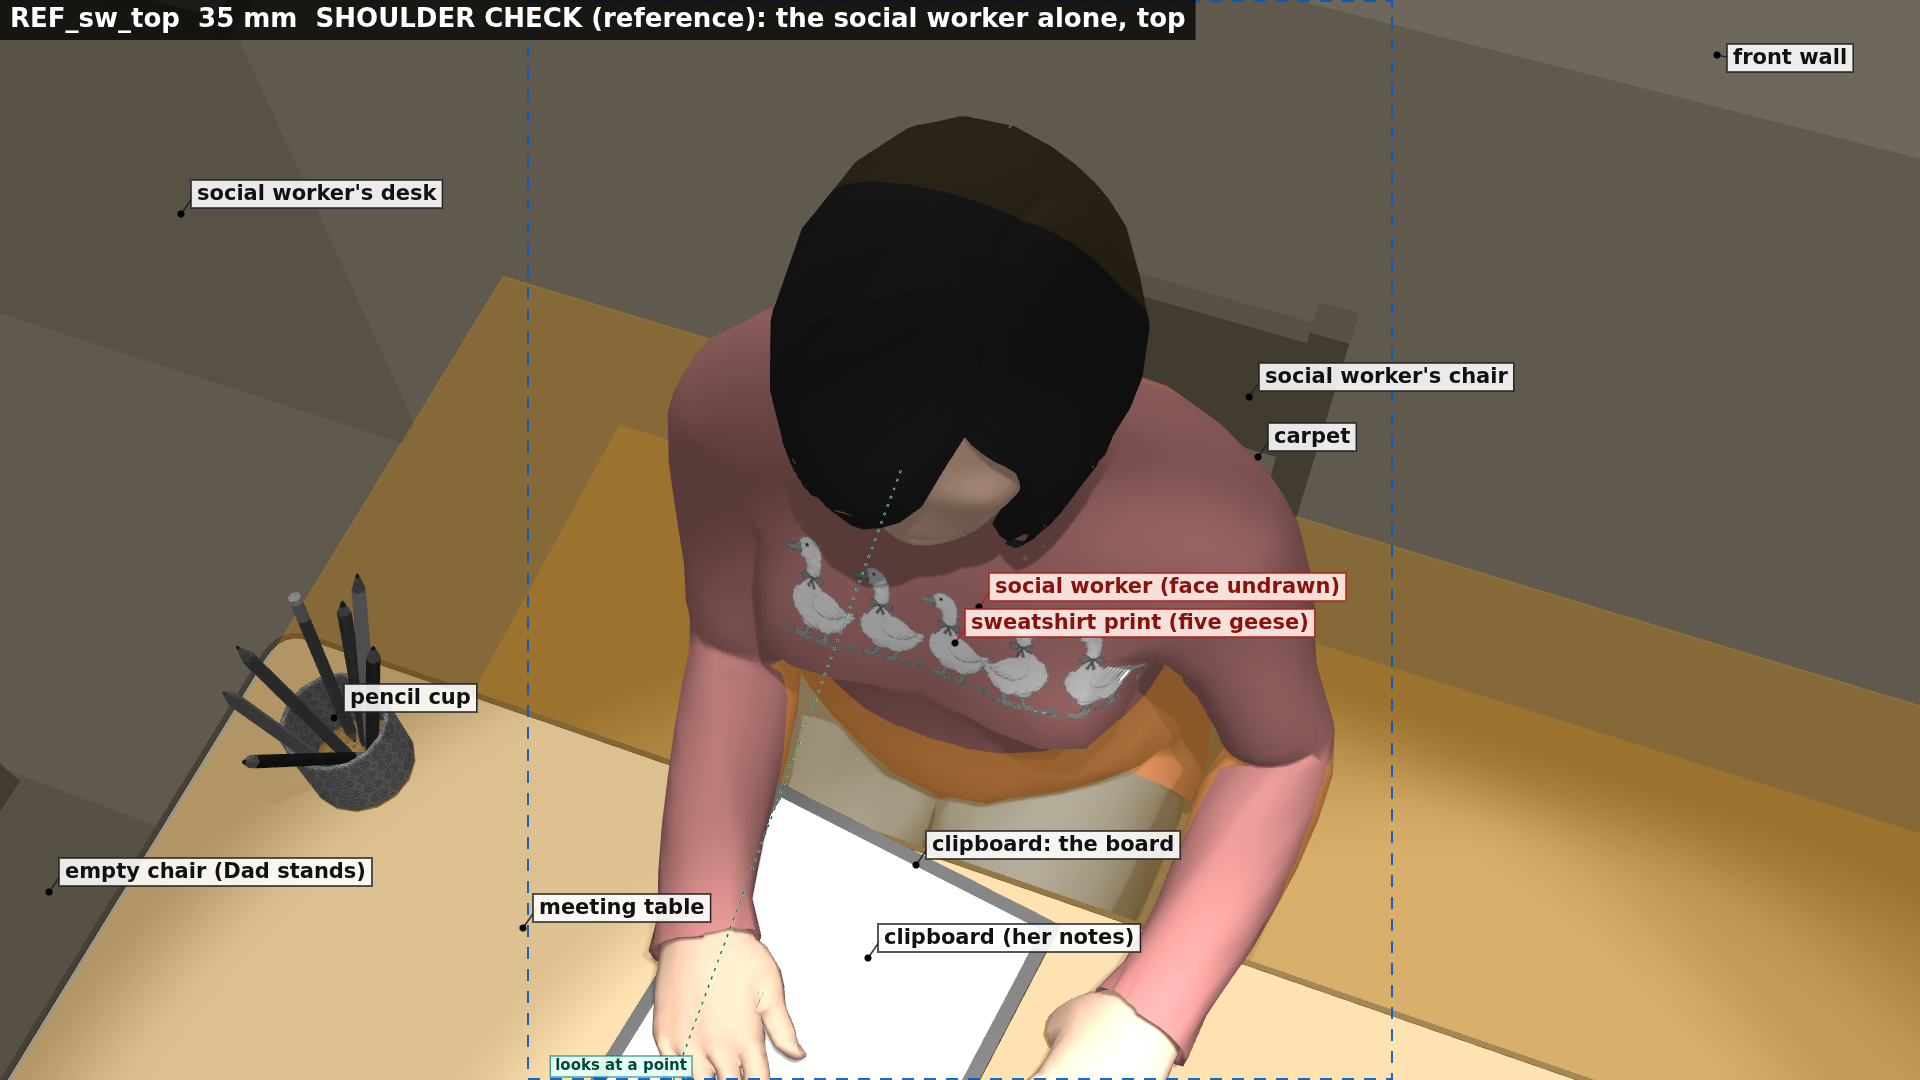 REF_sw_top  35 mm  SHOULDER CHECK (reference): the social worker alone, top
front wall
social worker's desk
social worker's chair
carpet
social worker (face undrawn)
sweatshirt print (five geese)
pencil cup
clipboard: the board
empty chair (Dad stands)
meeting table
clipboard (her notes)
looks at a point